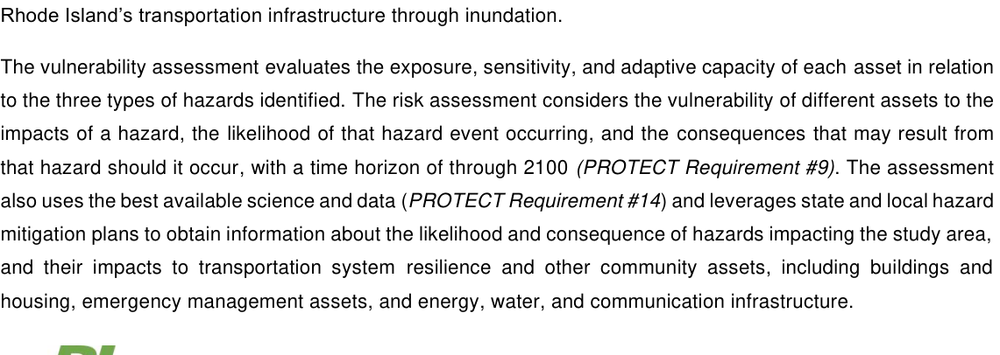 Rhode Island’s transportation infrastructure through inundation.
The vulnerability assessment evaluates the exposure, sensitivity, and adaptive capacity of each asset in relation
to the three types of hazards identified. The risk assessment considers the vulnerability of different assets to the
impacts of a hazard, the likelihood of that hazard event occurring, and the consequences that may result from
that hazard should it occur, with a time horizon of through 2100 (PROTECT Requirement #9). The assessment
also uses the best available science and data (PROTECT Requirement #14) and leverages state and local hazard
mitigation plans to obtain information about the likelihood and consequence of hazards impacting the study area,
and their impacts to transportation system resilience and other community assets, including buildings and
housing, emergency management assets, and energy, water, and communication infrastructure.